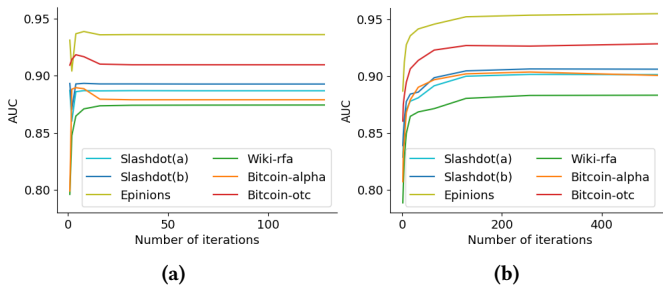 0.95
0.90
0.85
0.80
AUC
Slashdot(a)
Slashdot(b)
Epinions
Wiki-rfa
Bitcoin-alpha
Bitcoin-otc
0 50 100
Number of iterations
(a)
0.95
0.90
0.85
0.80
AUC
Slashdot(a)
Slashdot(b)
Epinions
Wiki-rfa
Bitcoin-alpha
Bitcoin-otc
0 200 400
Number of iterations
(b)